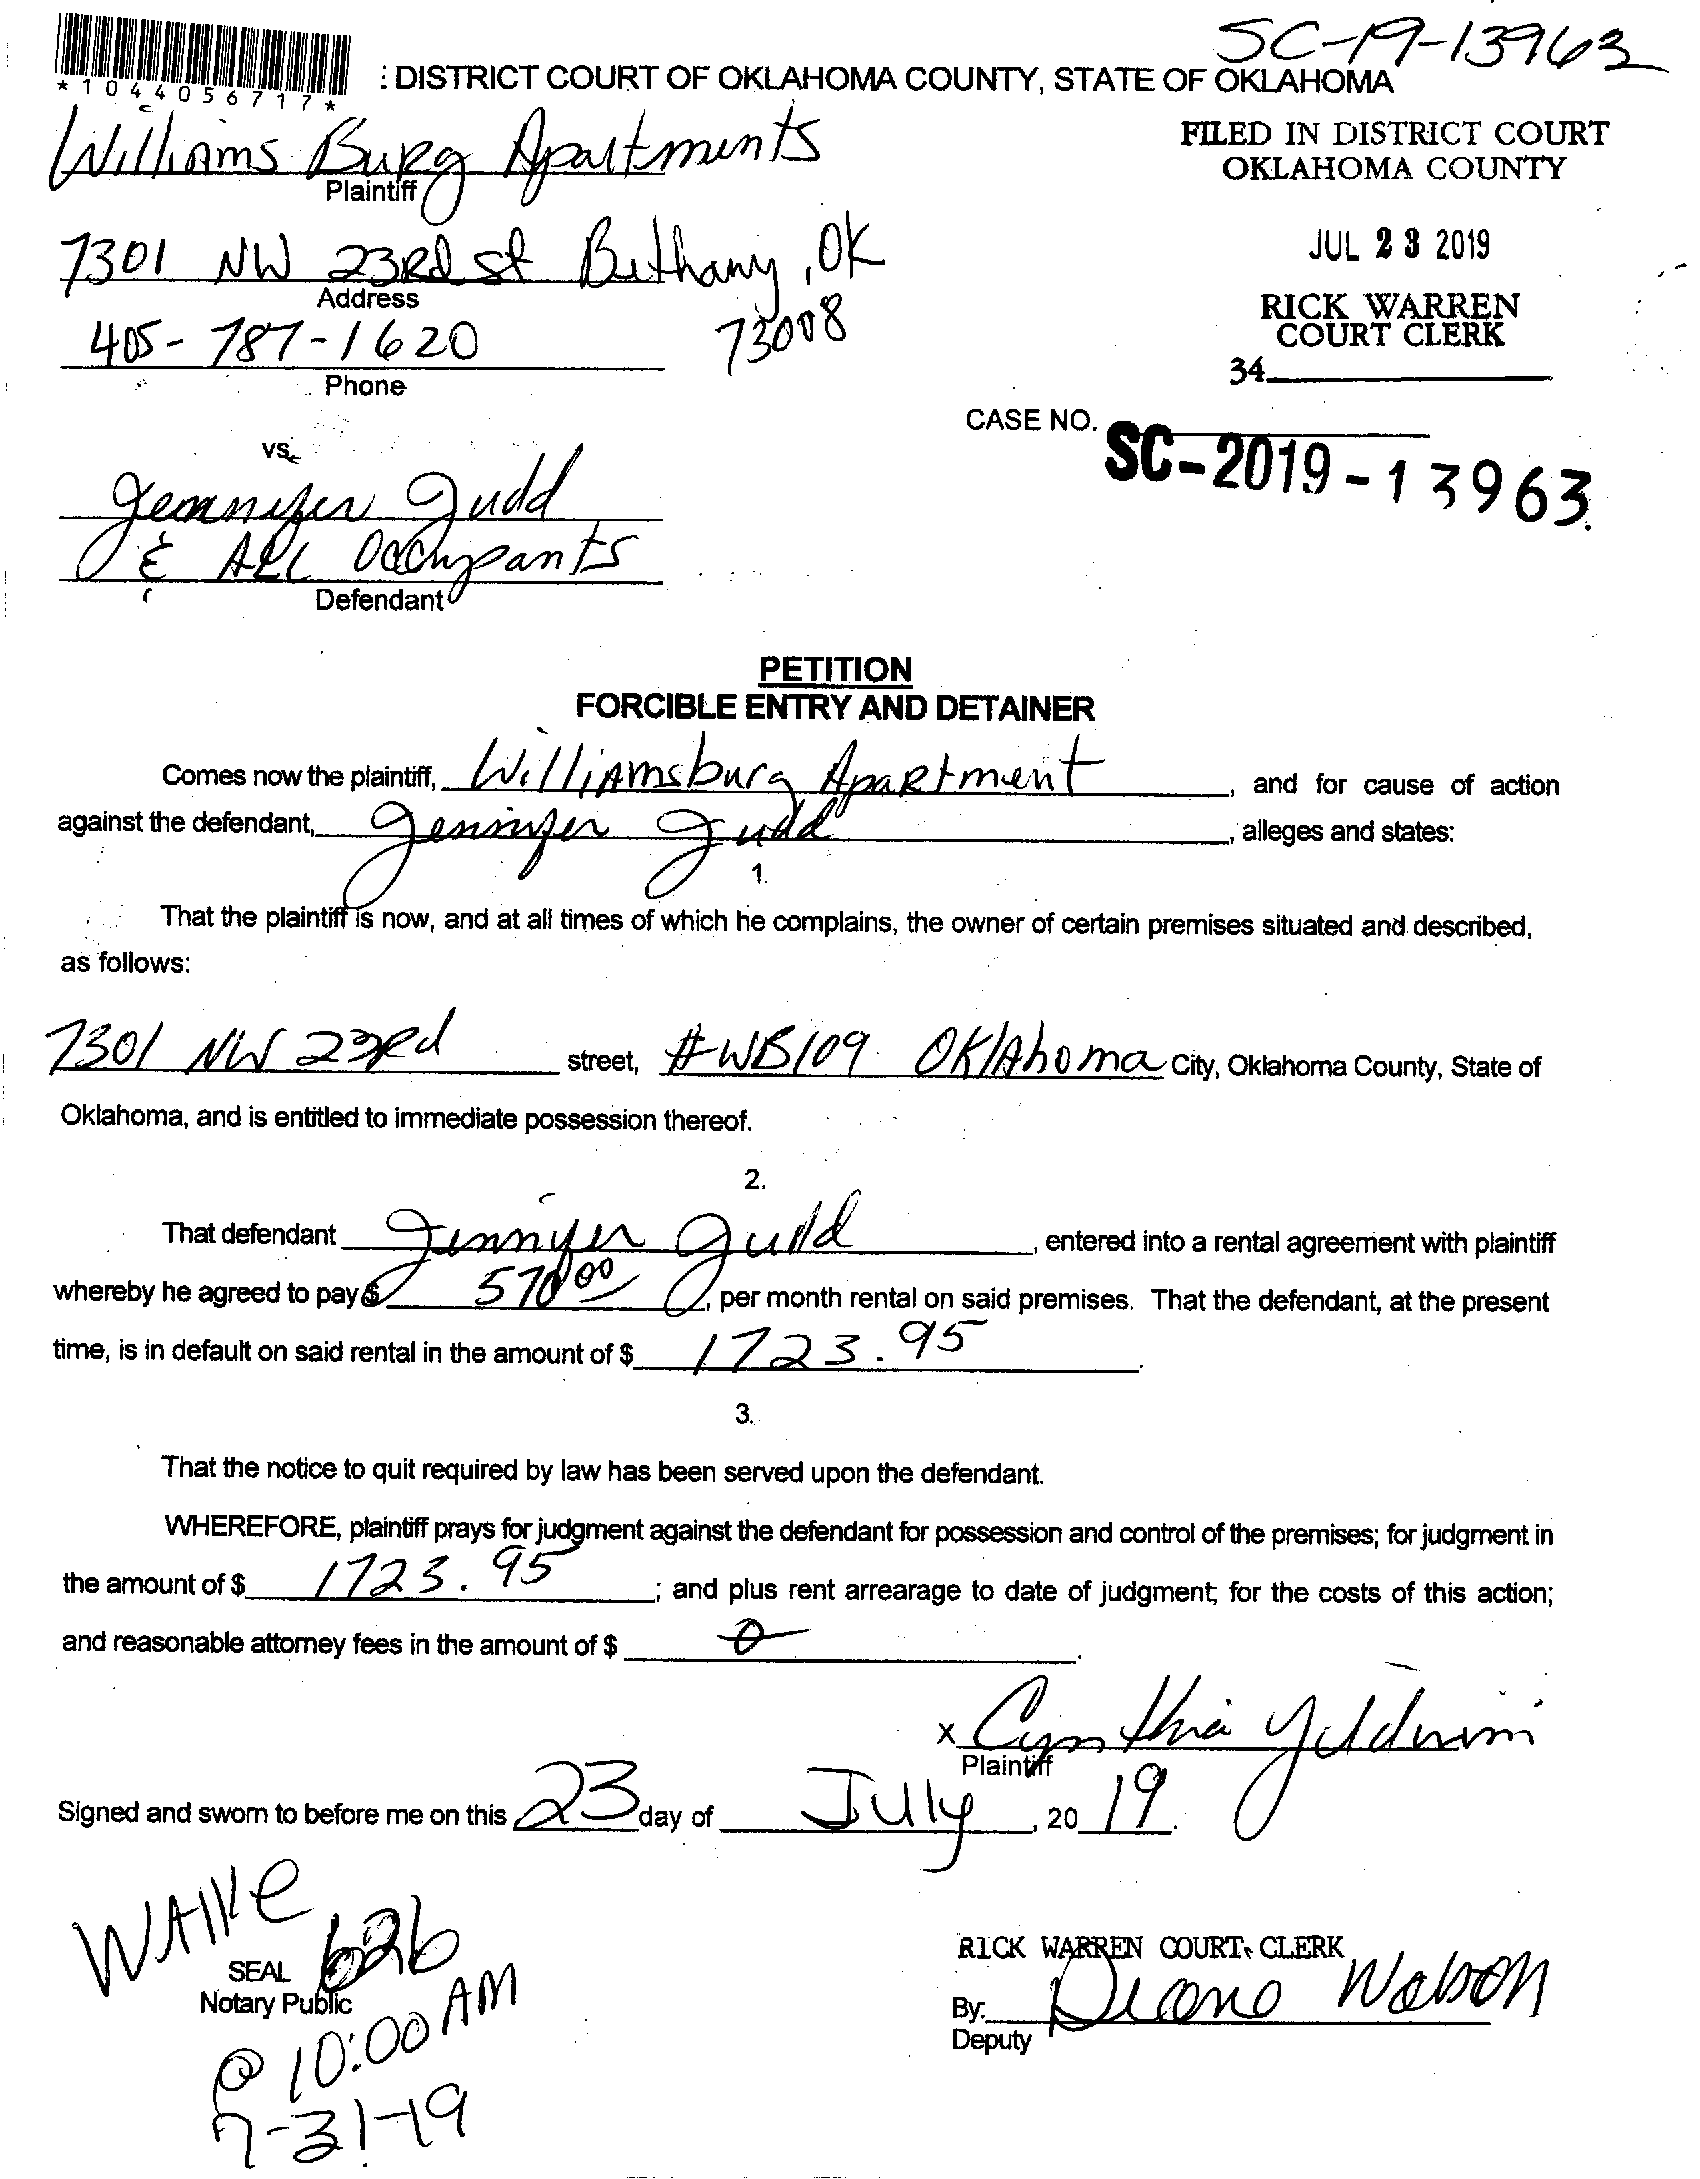 SC-19-13963
*1044056717*
: DISTRICT COURT OF OKLAHOMA COUNTY, STATE OF OKLAHOMA
Williams Burg Apartments
Plaintiff
FILED IN DISTRICT COURT
OKLAHOMA COUNTY
7301 NW 23Rd st Bethany, OK
Address
73008
JUL 23 2019
405-787-1620
Phone
RICK WARREN
COURT CLERK
34
CASE NO.
SC-2019-13963
vs.
Jennnifer Judd
& ALL Occupants
Defendant
PETITION
FORCIBLE ENTRY AND DETAINER
Comes now the plaintiff, Williamsburg Apartment, and for cause of action
against the defendant, Jennifer Judd, alleges and states:
1.
That the plaintiff is now, and at all times of which he complains, the owner of certain premises situated and described,
as follows:
7301 NW 23Rd street, #WB109 OKlAhoma City, Oklahoma County, State of
Oklahoma, and is entitled to immediate possession thereof.
2.
That defendant Jennifer Judd, entered into a rental agreement with plaintiff
whereby he agreed to pay $ 570.00, per month rental on said premises. That the defendant, at the present
time, is in default on said rental in the amount of $ 1723.95.
3.
That the notice to quit required by law has been served upon the defendant.
WHEREFORE, plaintiff prays for judgment against the defendant for possession and control of the premises; for judgment in
the amount of $ 1723.95; and plus rent arrearage to date of judgment; for the costs of this action;
and reasonable attorney fees in the amount of $ 0.
x Cynthia
Plaintiff
Signed and sworn to before me on this 23 day of July, 20 19.
WAIVE
626
SEAL
Notary Public
@ 10:00 AM
7-31-19
RICK WARREN COURT CLERK
By: Diane Watson
Deputy